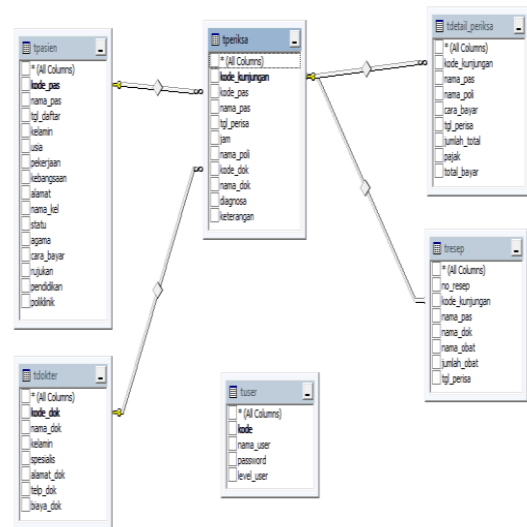 tpasien
* (All Columns)
kode_pas
nama_pas
tgl_daftar
kelamin
usia
pekerjaan
kebangsaan
alamat
nama_kel
statu
agama
cara_bayar
rujukan
pendidikan
poliklinik
tperiksa
* (All Columns)
kode_kunjungan
kode_pas
nama_pas
tgl_perisa
jam
nama_poli
kode_dok
nama_dok
diagnosa
keterangan
tdetail_periksa
* (All Columns)
kode_kunjungan
nama_pas
nama_poli
cara_bayar
tgl_perisa
jumlah_total
pajak
total_bayar
tresep
* (All Columns)
no_resep
kode_kunjungan
nama_pas
nama_dok
nama_obat
jumlah_obat
tgl_perisa
tdokter
* (All Columns)
kode_dok
nama_dok
kelamin
spesialis
alamat_dok
telp_dok
biaya_dok
tuser
* (All Columns)
kode
nama_user
password
level_user